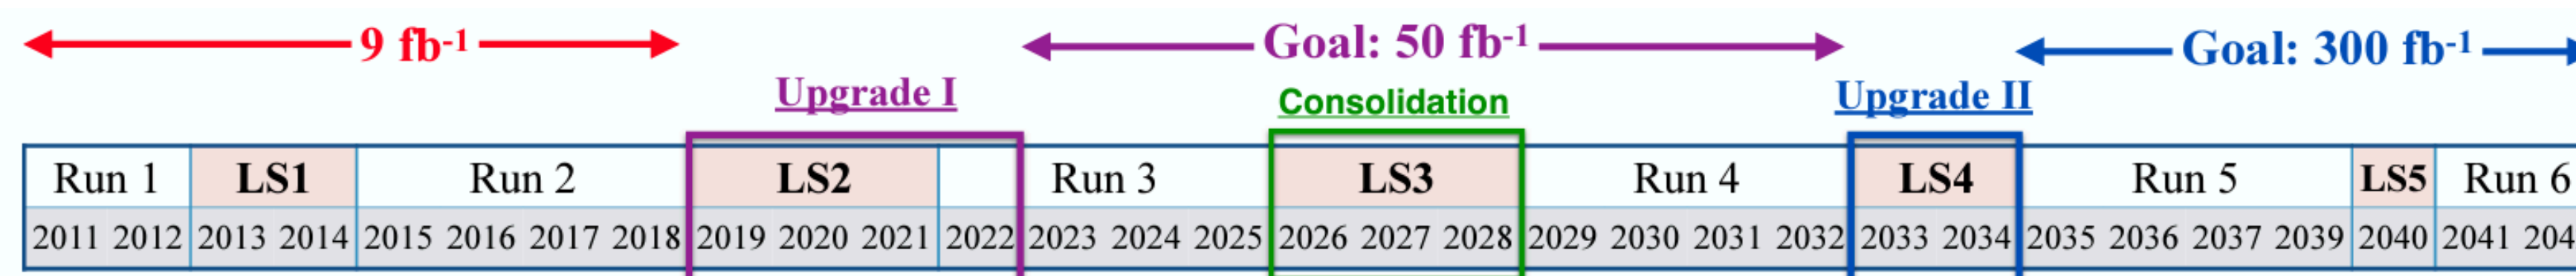 9 fb-1 Goal: 50 fb-1 Goal: 300 fb-1
Upgrade I Consolidation Upgrade II
Run 1 LS1 Run 2 LS2 Run 3 LS3 Run 4 LS4 Run 5 LS5 Run 6
2011 2012 2013 2014 2015 2016 2017 2018 2019 2020 2021 2022 2023 2024 2025 2026 2027 2028 2029 2030 2031 2032 2033 2034 2035 2036 2037 2039 2040 2041